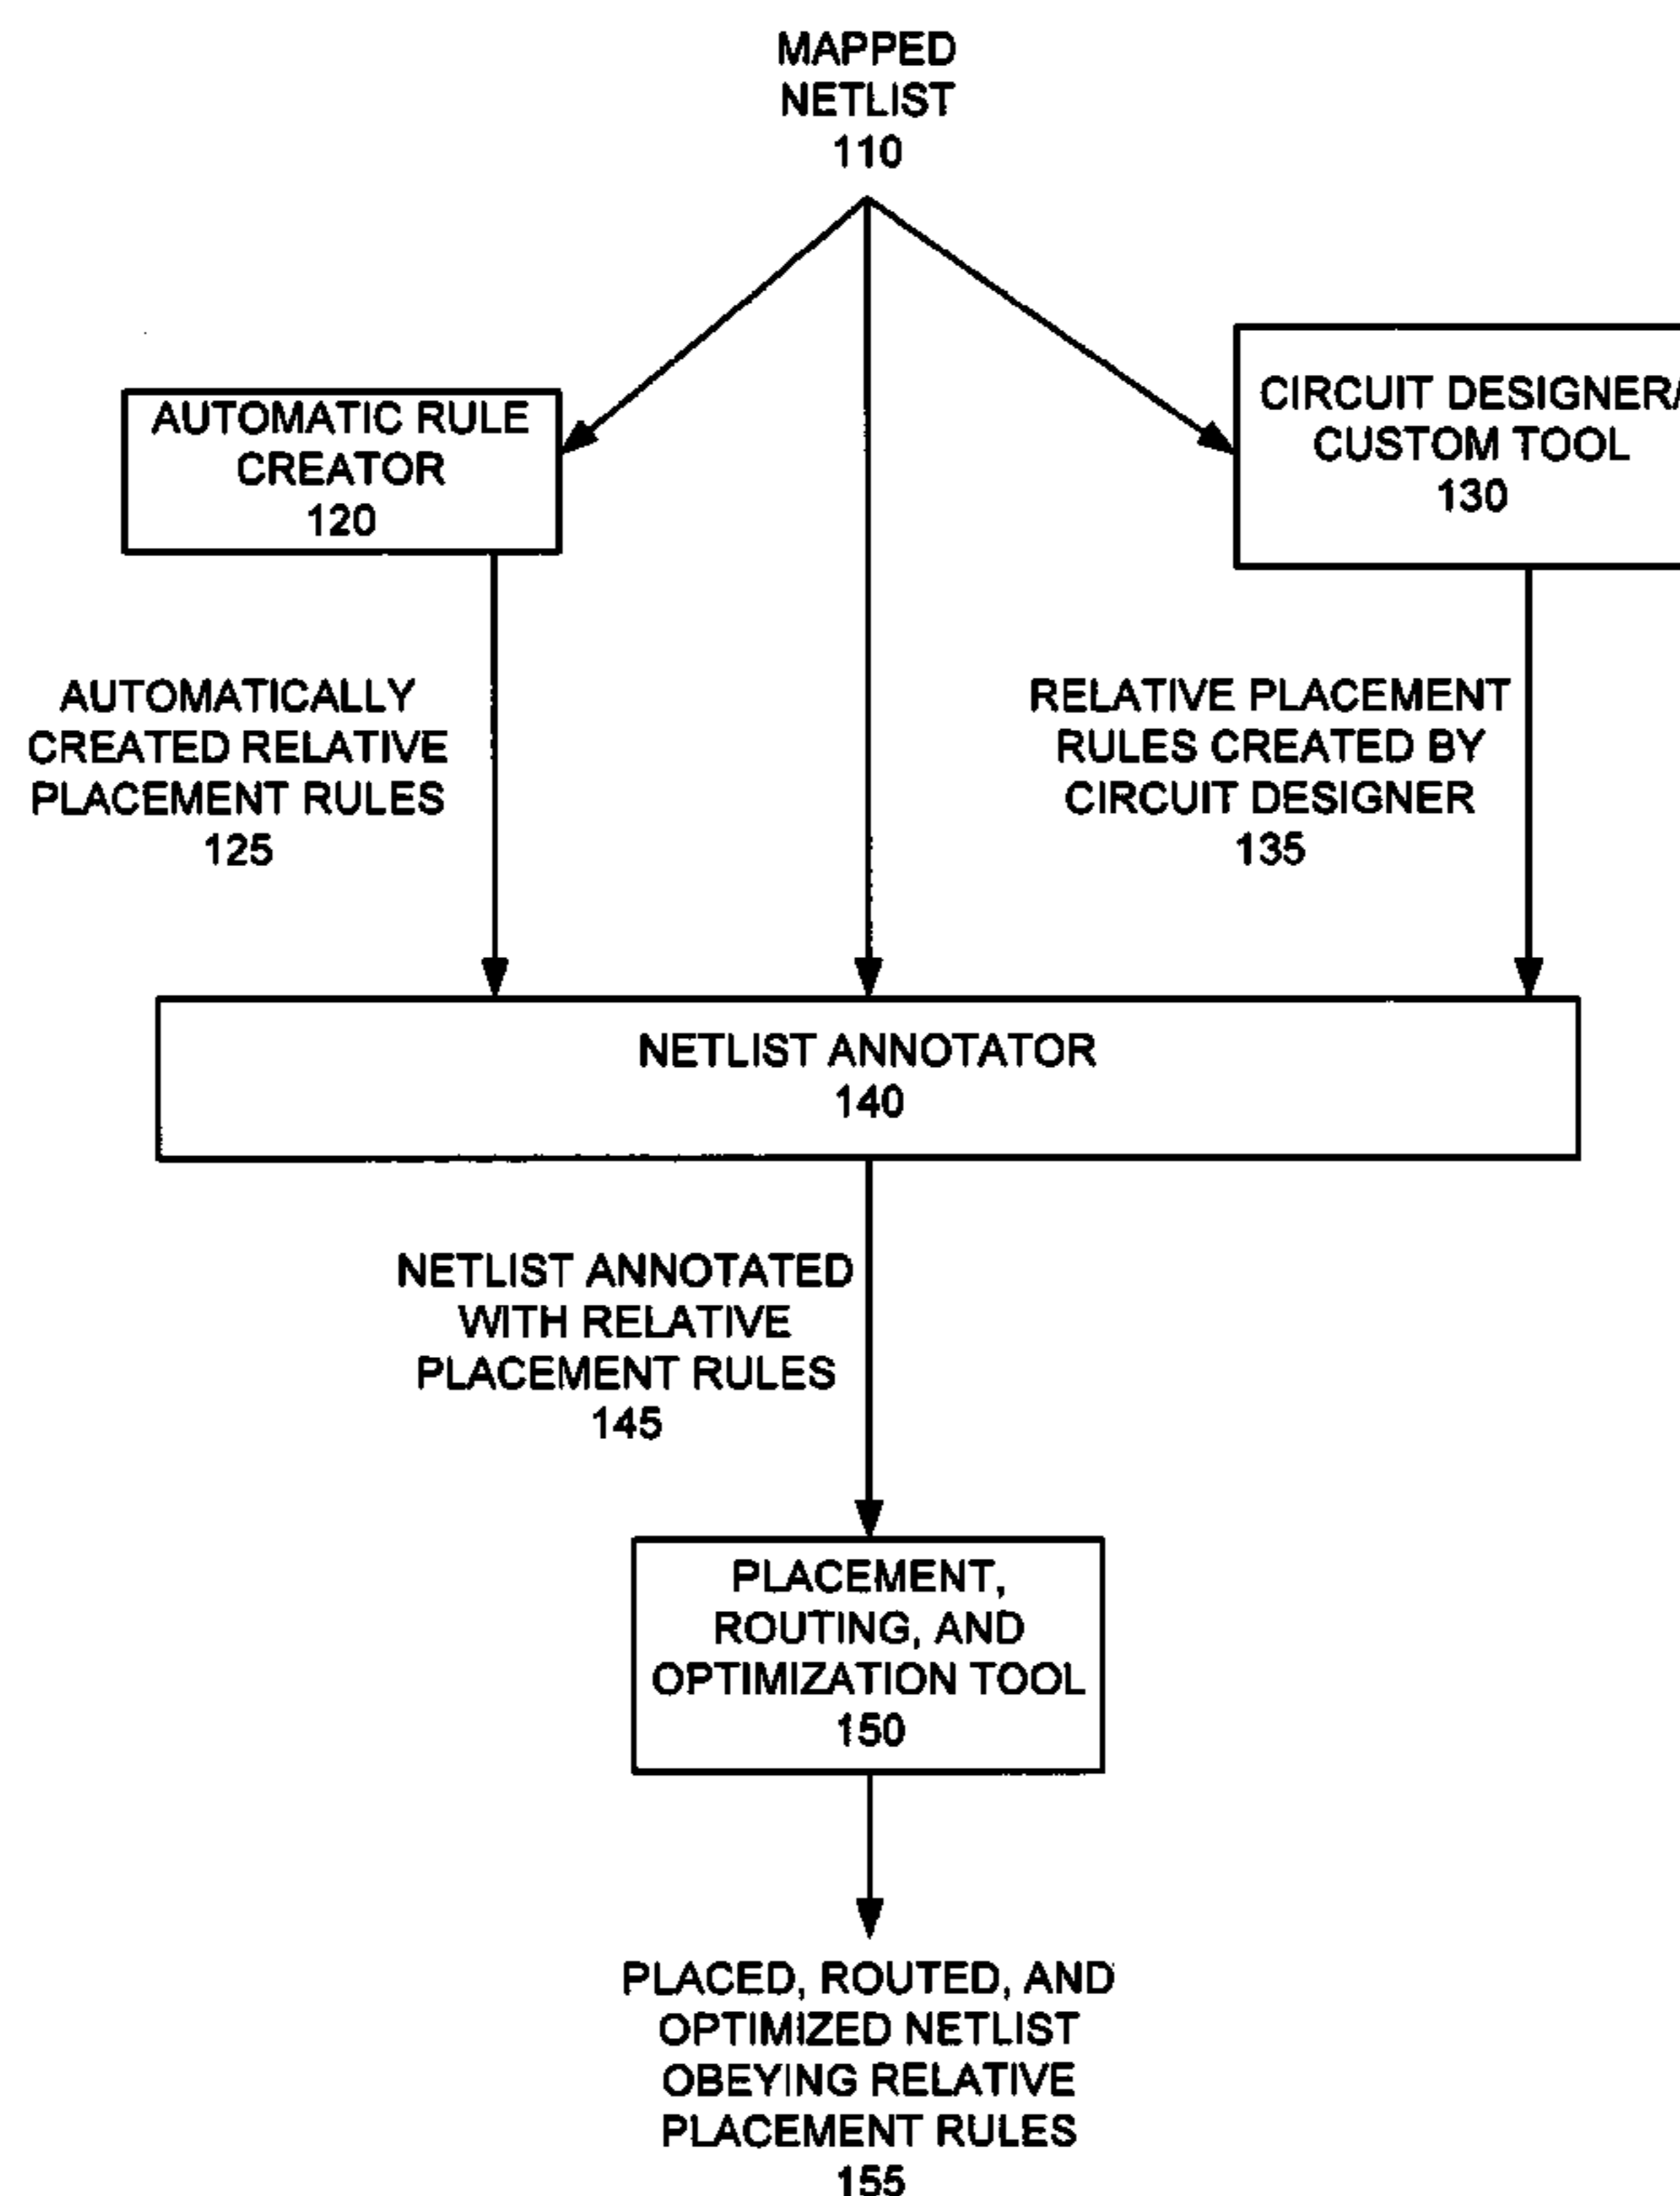 MAPPED
NETLIST
110
AUTOMATIC RULE
CREATOR
120
CIRCUIT DESIGNER/
CUSTOM TOOL
130
AUTOMATICALLY
CREATED RELATIVE
PLACEMENT RULES
125
RELATIVE PLACEMENT
RULES CREATED BY
CIRCUIT DESIGNER
135
NETLIST ANNOTATOR
140
NETLIST ANNOTATED
WITH RELATIVE
PLACEMENT RULES
145
PLACEMENT,
ROUTING, AND
OPTIMIZATION TOOL
150
PLACED, ROUTED, AND
OPTIMIZED NETLIST
OBEYING RELATIVE
PLACEMENT RULES
155